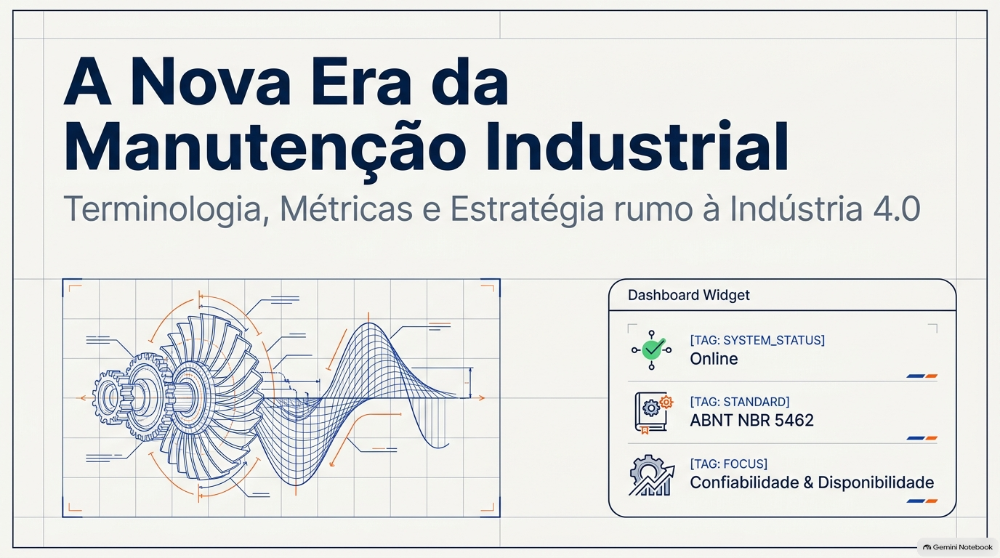 A Nova Era da
Manutenção Industrial
Terminologia, Métricas e Estratégia rumo à Indústria 4.0
Dashboard Widget
[TAG: SYSTEM_STATUS]
Online
[TAG: STANDARD]
ABNT NBR 5462
[TAG: FOCUS]
Confiabilidade & Disponibilidade
Gemini Notebook